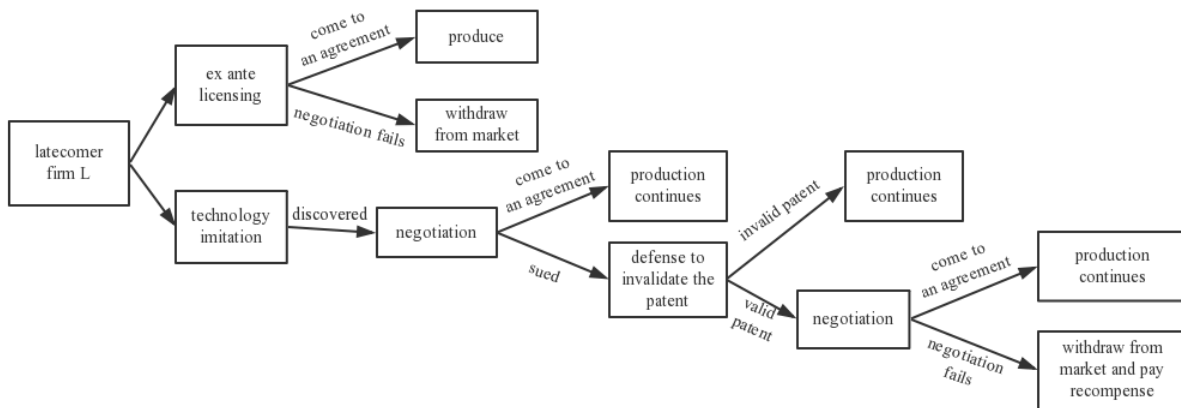 come to
an agreement
produce
ex ante
licensing
negotiation fails
withdraw
from market
latecomer
firm L
technology
imitation
discovered
negotiation
come to
an agreement
production
continues
sued
defense to
invalidate the
patent
invalid patent
production
continues
valid
patent
negotiation
come to
an agreement
production
continues
negotiation
fails
withdraw from
market and pay
recompense